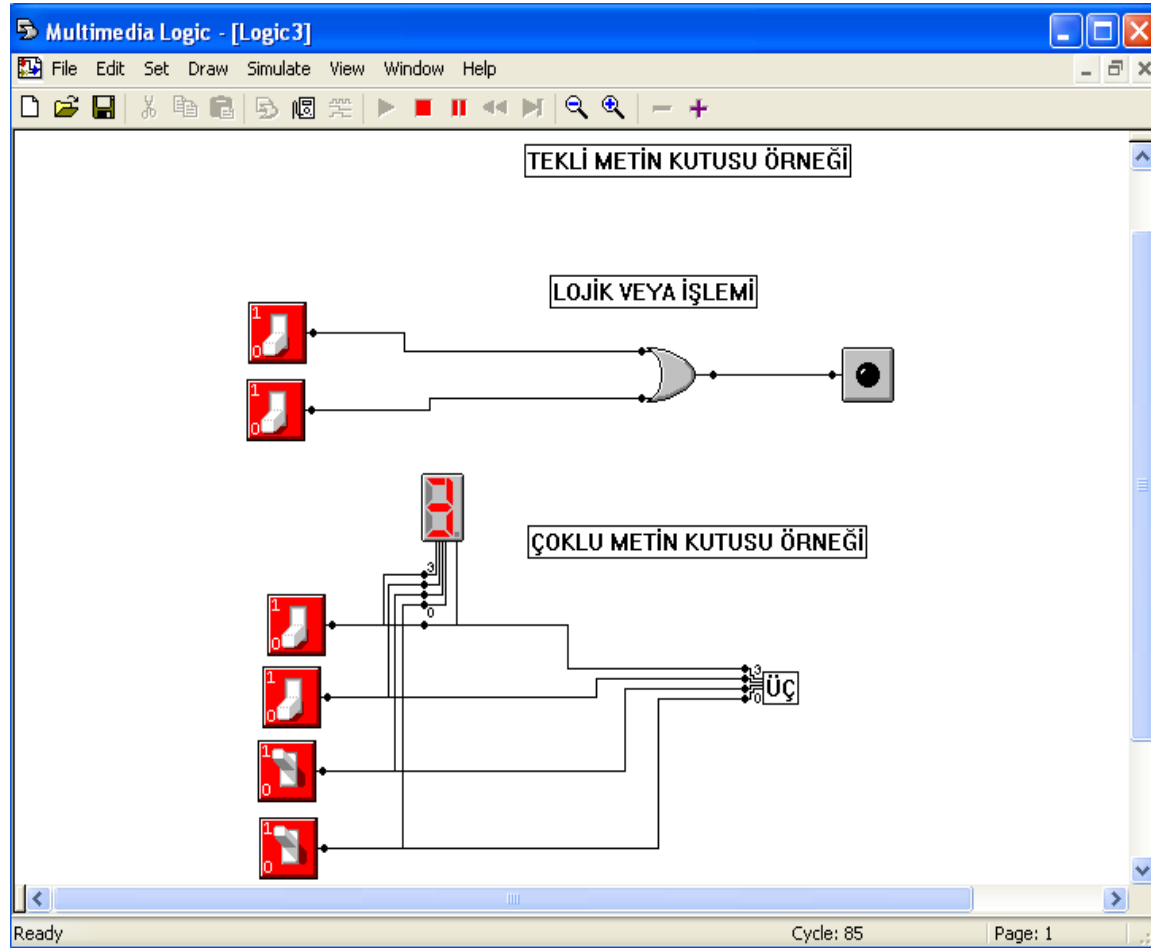 Multimedia Logic - [Logic3]
File Edit Set Draw Simulate View Window Help
TEKLİ METİN KUTUSU ÖRNEĞİ
LOJİK VEYA İŞLEMİ
1
0
1
0
3
0
ÇOKLU METİN KUTUSU ÖRNEĞİ
1
0
3
ÜÇ
0
1
0
1
0
1
0
Ready Cycle: 85 Page: 1